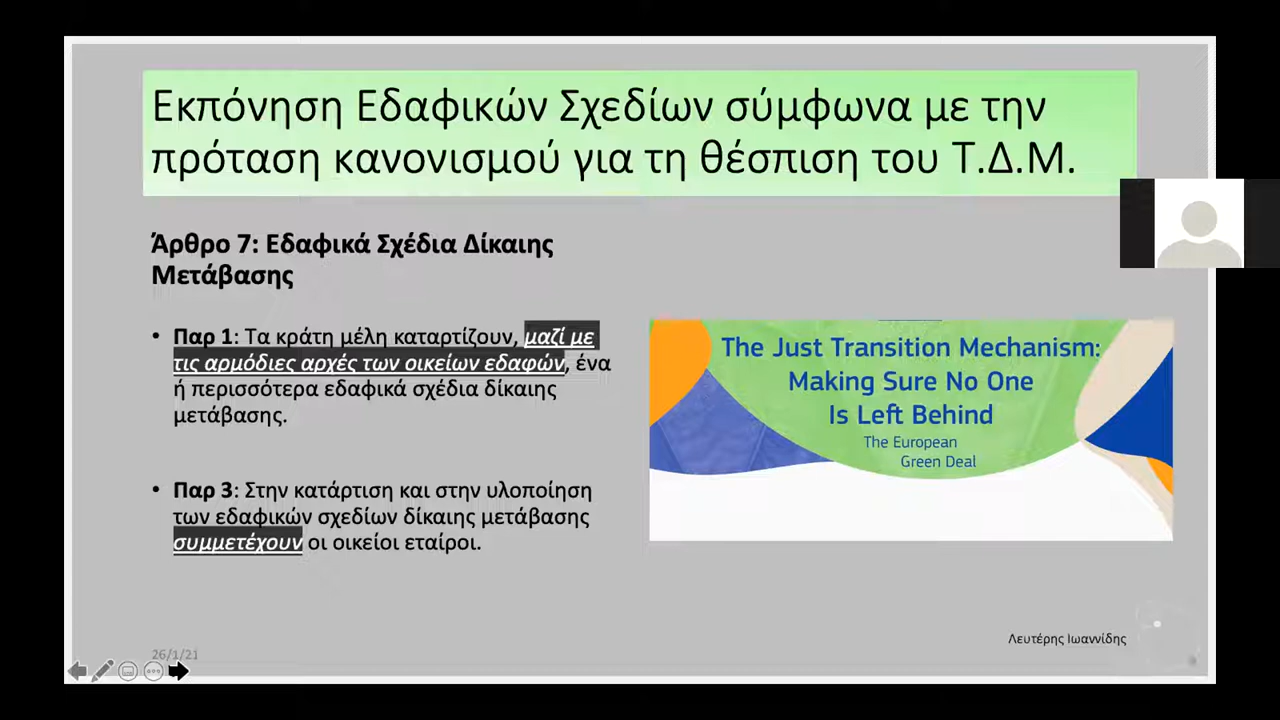 Εκπόνηση Εδαφικών Σχεδίων σύμφωνα με την
πρόταση κανονισμού για τη θέσπιση του Τ.Δ.Μ.
Άρθρο 7: Εδαφικά Σχέδια Δίκαιης
Μετάβασης
• Παρ 1: Τα κράτη μέλη καταρτίζουν, μαζί με
τις αρμόδιες αρχές των οικείων εδαφών, ένα
ή περισσότερα εδαφικά σχέδια δίκαιης
μετάβασης.
• Παρ 3: Στην κατάρτιση και στην υλοποίηση
των εδαφικών σχεδίων δίκαιης μετάβασης
συμμετέχουν οι οικείοι εταίροι.
The Just Transition Mechanism:
Making Sure No One
Is Left Behind
The European
Green Deal
Λευτέρης Ιωαννίδης
26/1/21